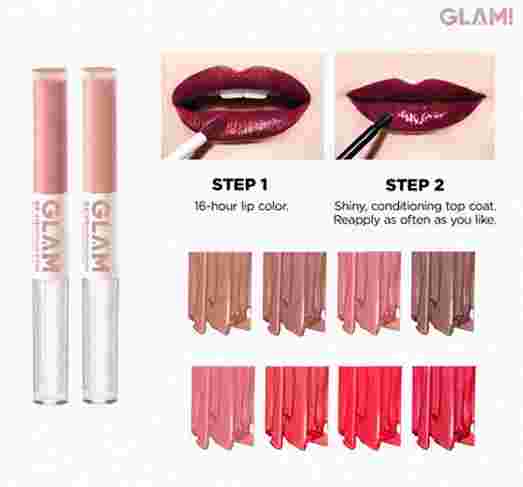 GLAM!
GLAM
GLAM
STEP 1
16-hour lip color.
STEP 2
Shiny, conditioning top coat.
Reapply as often as you like.